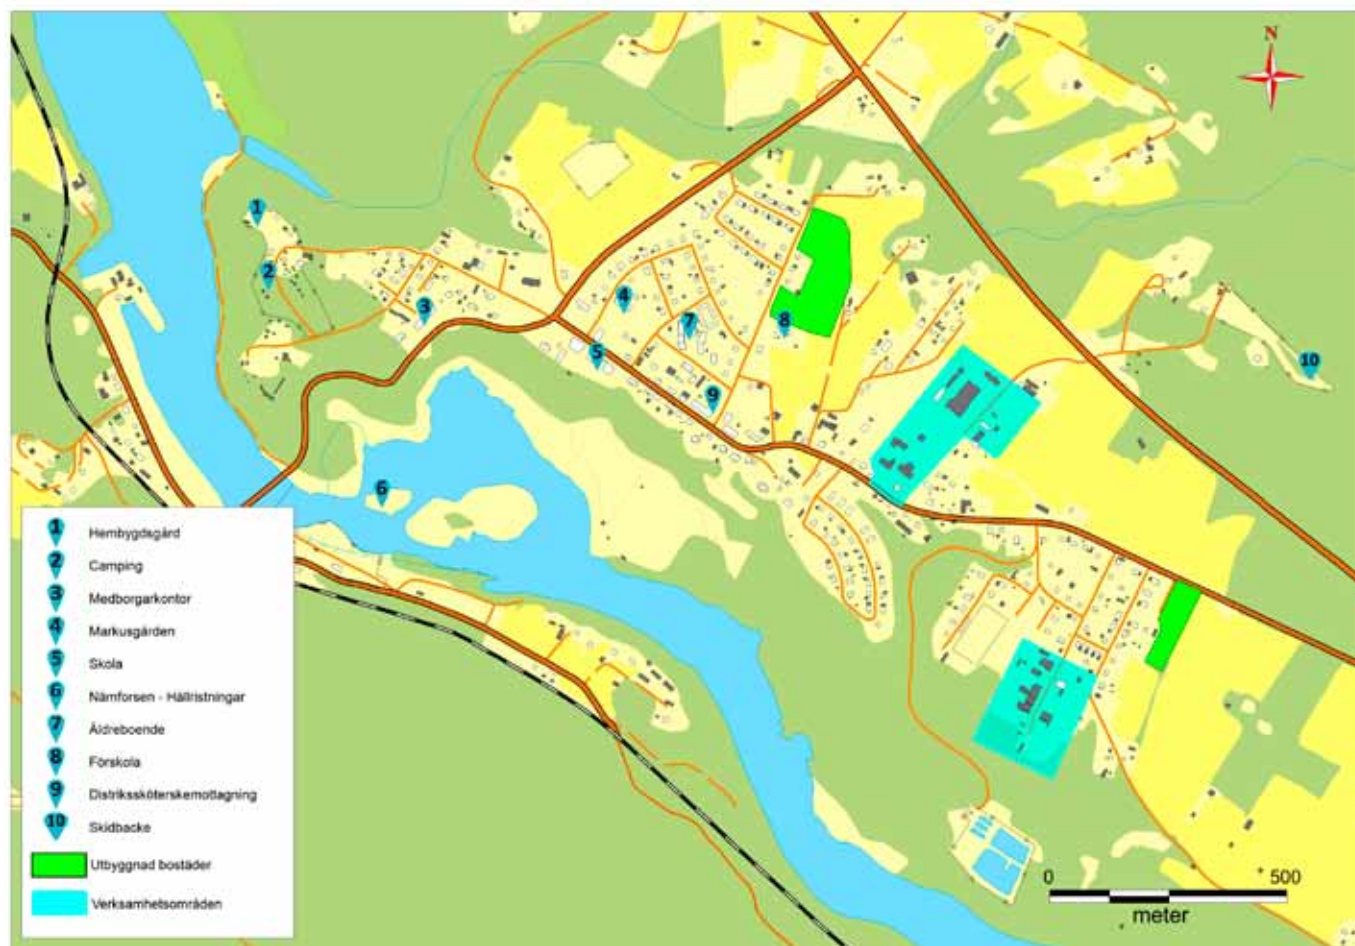 N
1
2
3
4
5
6
7
8
9
10
1 Hembygdsgård
2 Camping
3 Medborgarkontor
4 Markusgården
5 Skola
6 Nämforsen - Hällristningar
7 Äldreboende
8 Förskola
9 Distrikssköterskemottagning
10 Skidbacke
Utbyggnad bostäder
Verksamhetsområden
0 500
meter